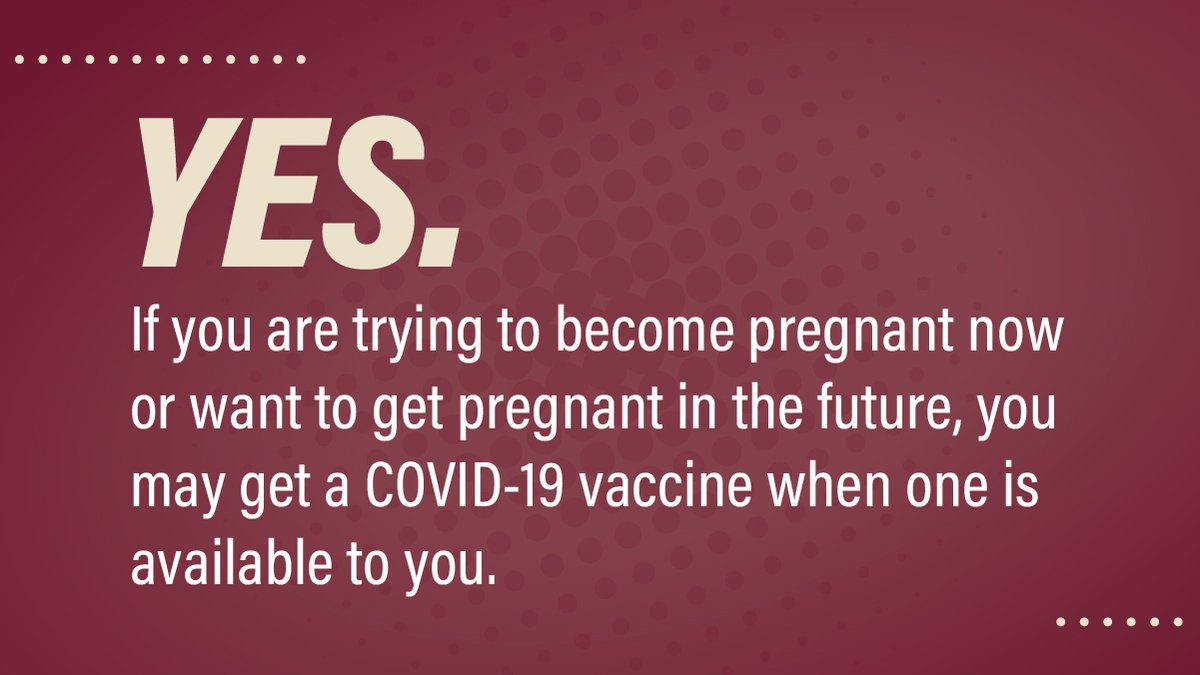 YES.
If you are trying to become pregnant now
or want to get pregnant in the future, you
may get a COVID-19 vaccine when one is
available to you.